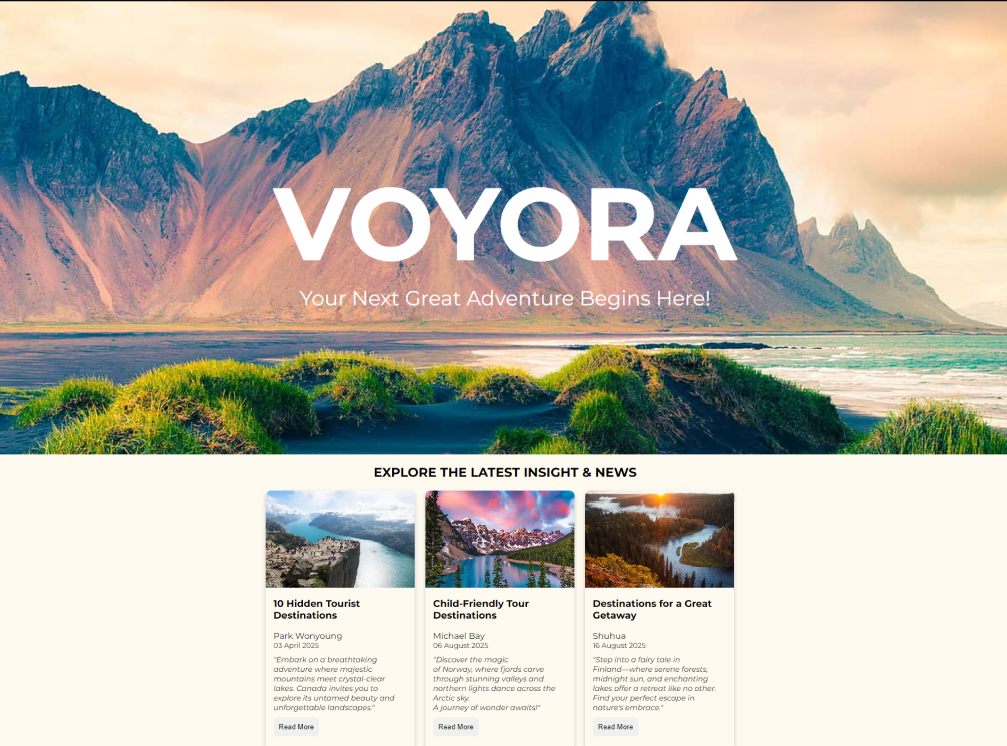 VOYORA
Your Next Great Adventure Begins Here!
EXPLORE THE LATEST INSIGHT & NEWS
10 Hidden Tourist
Destinations
Park Wonyoung
03 April 2025
"Embark on a breathtaking
adventure where majestic
mountains meet crystal-clear
lakes. Canada invites you to
explore its untamed beauty and
unforgettable landscapes."
Read More
Child-Friendly Tour
Destinations
Michael Bay
06 August 2025
"Discover the magic
of Norway, where fjords carve
through stunning valleys and
northern lights dance across the
Arctic sky.
A journey of wonder awaits!"
Read More
Destinations for a Great
Getaway
Shuhua
16 August 2025
"Step into a fairy tale in
Finland—where serene forests,
midnight sun, and enchanting
lakes offer a retreat like no other.
Find your perfect escape in
nature's embrace."
Read More